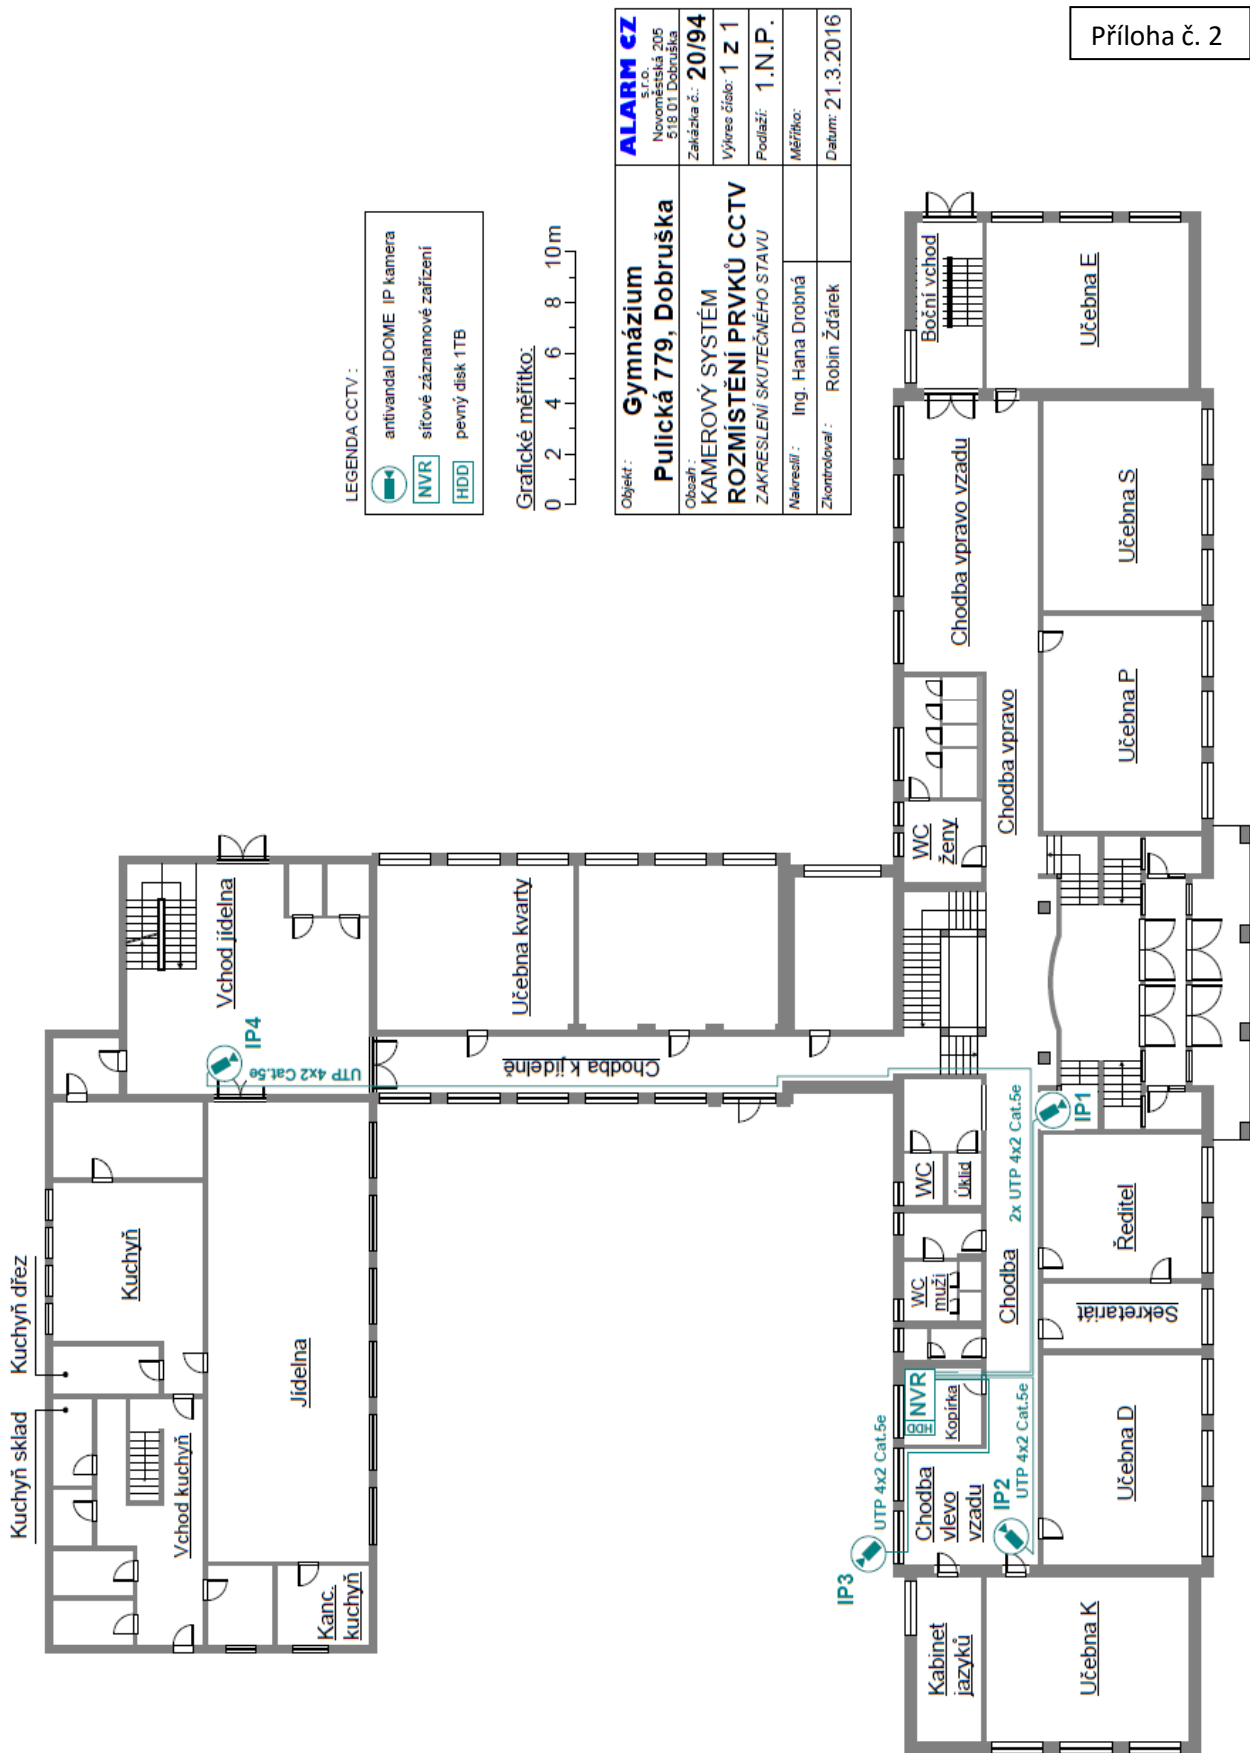 Příloha č. 2
LEGENDA CCTV :
antivandal DOME IP kamera
NVR
síťové záznamové zařízení
HDD
pevný disk 1TB
Grafické měřítko:
0 2 4 6 8 10m
Objekt :
Gymnázium
Pulická 779, Dobruška
ALARM CZ
s.r.o.
Novoměstská 205
518 01 Dobruška
Obsah :
KAMEROVÝ SYSTÉM
ROZMÍSTĚNÍ PRVKŮ CCTV
ZAKRESLENÍ SKUTEČNÉHO STAVU
Zakázka č.: 20/94
Výkres číslo: 1 z 1
Podlaží: 1.N.P.
Nakreslil : Ing. Hana Drobná
Měřítko:
Zkontroloval : Robin Žďárek
Datum: 21.3.2016
Kuchyň sklad
Kuchyň dřez
Kuchyň
Vchod kuchyň
Jídelna
Kanc.
kuchyň
Vchod jídelna
IP4
UTP 4x2 Cat.5e
Učebna kvarty
Chodba k jídelně
Boční vchod
Učebna E
Chodba vpravo vzadu
Učebna S
Učebna P
Chodba vpravo
WC
ženy
WC
Úklid
2x UTP 4x2 Cat.5e
IP1
WC
muži
Chodba
Ředitel
Sekretariát
NVR
HDD
Kopírka
UTP 4x2 Cat.5e
IP3
Chodba
vlevo
vzadu
IP2
UTP 4x2 Cat.5e
Učebna D
Kabinet
jazyků
Učebna K